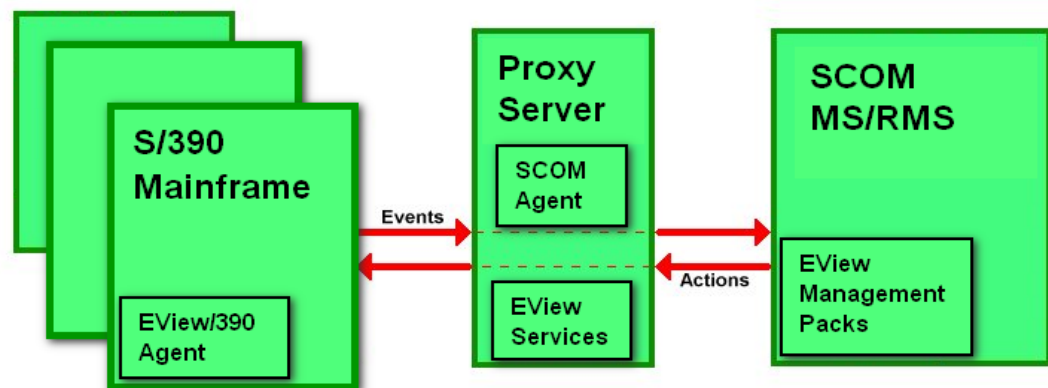 S/390
Mainframe
EView/390
Agent
Events
Proxy
Server
SCOM
Agent
EView
Services
Actions
SCOM
MS/RMS
EView
Management
Packs